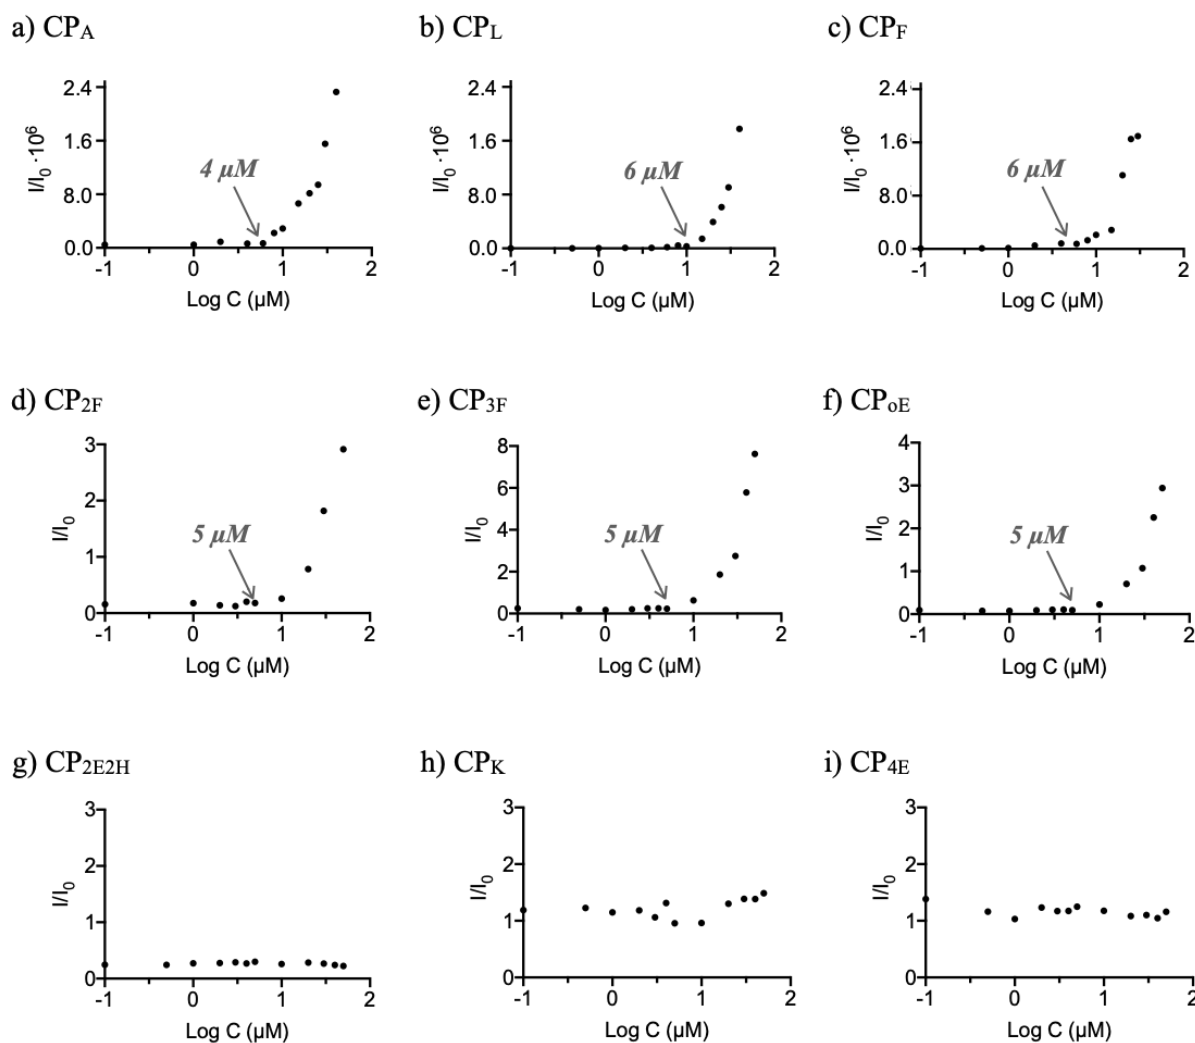 a) CPA
b) CPL
c) CPF
2.4
1.6
8.0
0.0
I/I0 ·10⁶
4 μM
-1 0 1 2
Log C (μM)
2.4
1.6
8.0
0.0
I/I0 ·10⁶
6 μM
-1 0 1 2
Log C (μM)
2.4
1.6
8.0
0.0
I/I0 ·10⁶
6 μM
-1 0 1 2
Log C (μM)
d) CP2F
e) CP3F
f) CPoE
3
2
1
0
I/I0
5 μM
-1 0 1 2
Log C (μM)
8
6
4
2
0
I/I0
5 μM
-1 0 1 2
Log C (μM)
4
3
2
1
0
I/I0
5 μM
-1 0 1 2
Log C (μM)
g) CP2E2H
h) CPK
i) CP4E
3
2
1
0
I/I0
-1 0 1 2
Log C (μM)
3
2
1
0
I/I0
-1 0 1 2
Log C (μM)
3
2
1
0
I/I0
-1 0 1 2
Log C (μM)